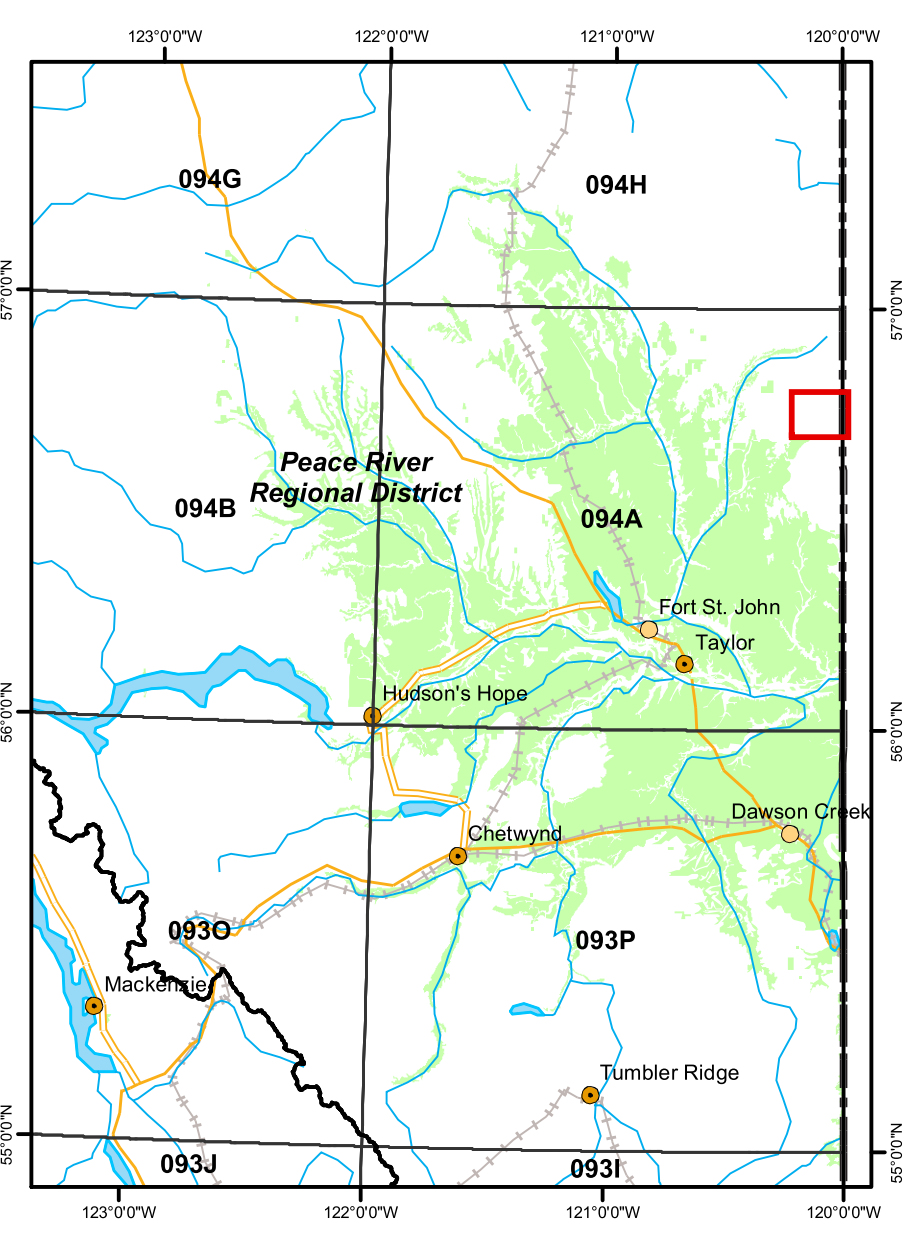 123°0'0"W 122°0'0"W 121°0'0"W 120°0'0"W
094G
094H
57°0'0"N
57°0'0"N
Peace River
Regional District
094B
094A
Fort St. John
Taylor
Hudson's Hope
56°0'0"N
56°0'0"N
Dawson Creek
Chetwynd
093O
093P
Mackenzie
Tumbler Ridge
55°0'0"N
55°0'0"N
093J
093I
123°0'0"W 122°0'0"W 121°0'0"W 120°0'0"W